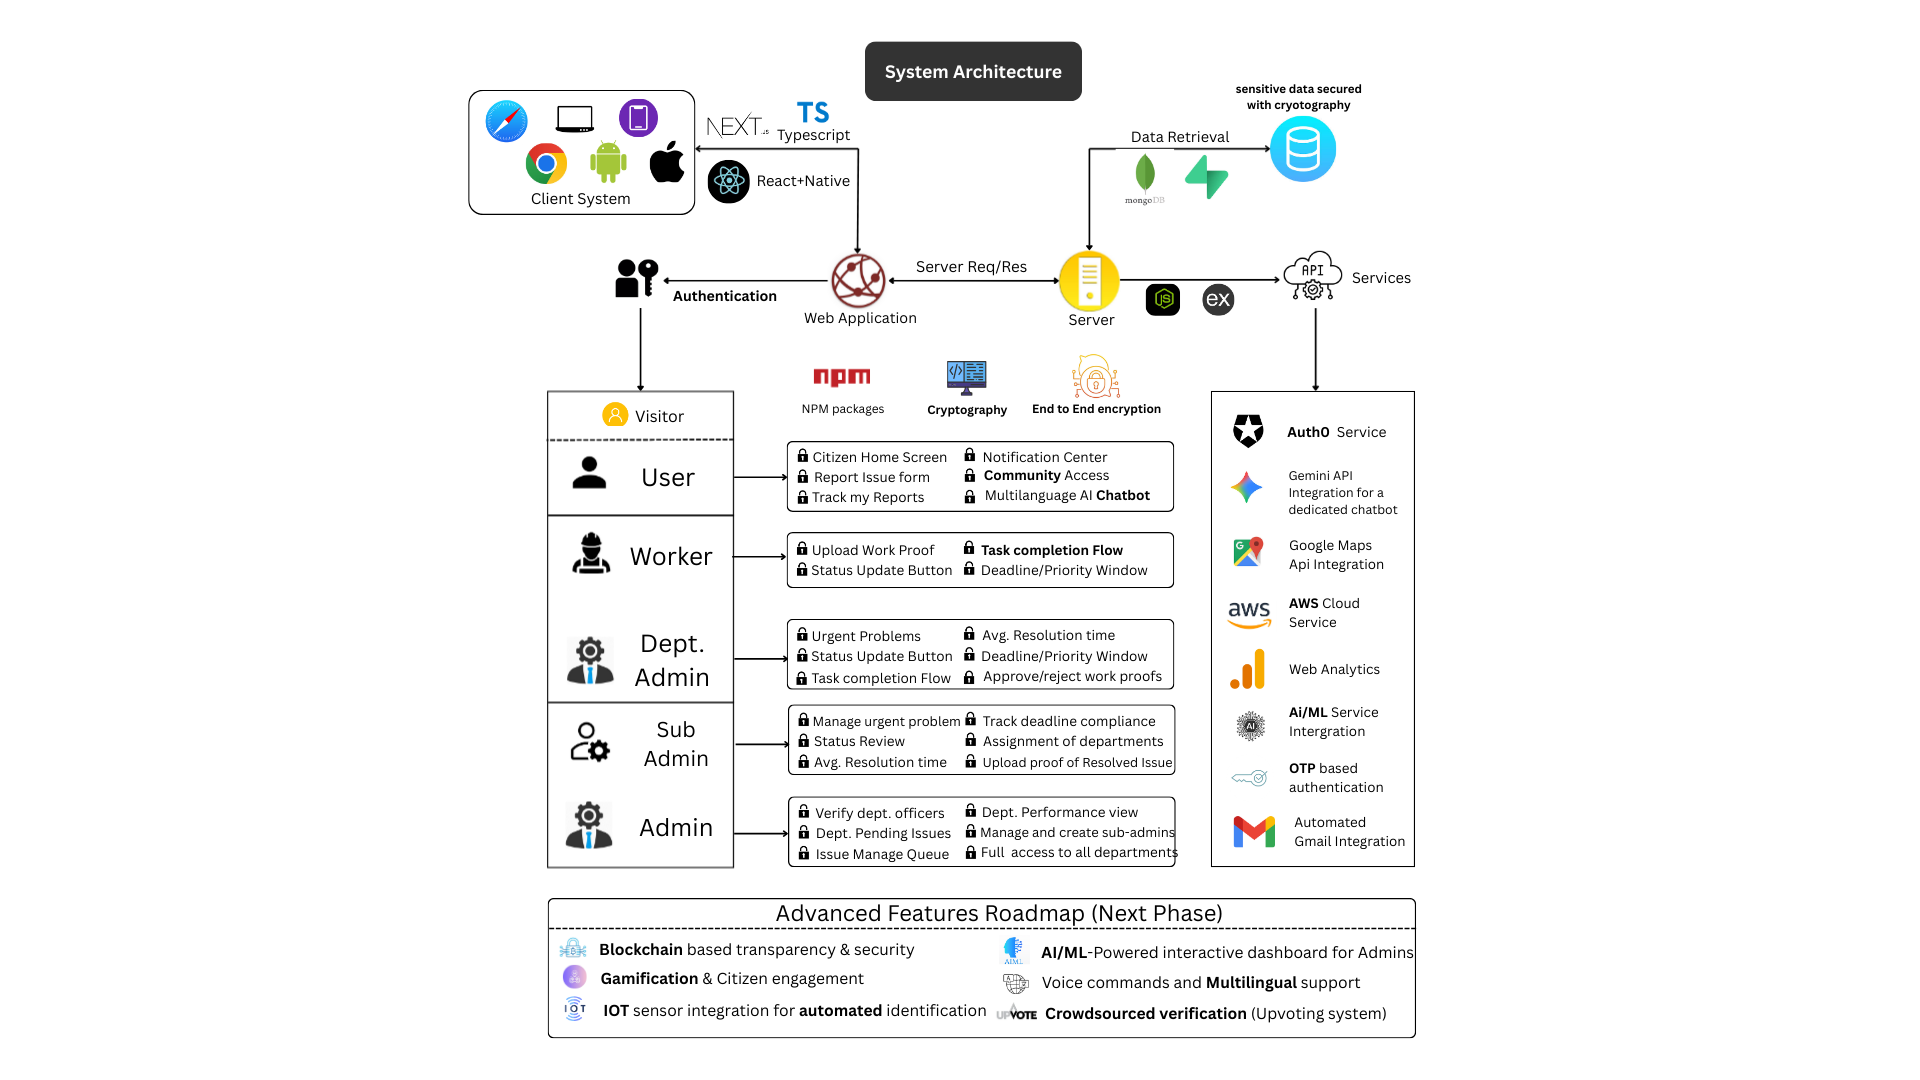 System Architecture
sensitive data secured
with cryotography
NEXT.JS
TS
Typescript
React+Native
Client System
Data Retrieval
mongoDB
Authentication
Web Application
Server Req/Res
Server
JS
ex
API
Services
npm
NPM packages
Cryptography
End to End encryption
Visitor
User
Citizen Home Screen
Report Issue form
Track my Reports
Notification Center
Community Access
Multilanguage AI Chatbot
Worker
Upload Work Proof
Status Update Button
Task completion Flow
Deadline/Priority Window
Dept.
Admin
Urgent Problems
Status Update Button
Task completion Flow
Avg. Resolution time
Deadline/Priority Window
Approve/reject work proofs
Sub
Admin
Manage urgent problem
Status Review
Avg. Resolution time
Track deadline compliance
Assignment of departments
Upload proof of Resolved Issue
Admin
Verify dept. officers
Dept. Pending Issues
Issue Manage Queue
Dept. Performance view
Manage and create sub-admins
Full access to all departments
Auth0 Service
Gemini API
Integration for a
dedicated chatbot
G
Google Maps
Api Integration
aws
AWS Cloud
Service
Web Analytics
AI
Ai/ML Service
Intergration
OTP based
authentication
Automated
Gmail Integration
Advanced Features Roadmap (Next Phase)
Blockchain based transparency & security
Gamification & Citizen engagement
IOT
IOT sensor integration for automated identification
AIML
AI/ML-Powered interactive dashboard for Admins
Voice commands and Multilingual support
UPVOTE
Crowdsourced verification (Upvoting system)